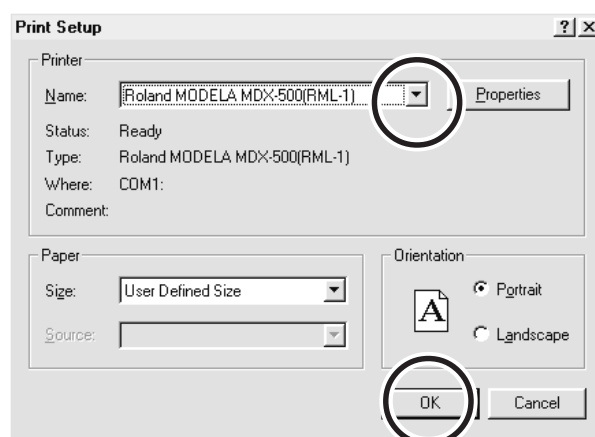 Print Setup ? ×
Printer
Name: Roland MODELA MDX-500(RML-1) Properties
Status: Ready
Type: Roland MODELA MDX-500(RML-1)
Where: COM1:
Comment:
Paper Orientation
Size: User Defined Size Portrait
A
Source: Landscape
OK Cancel